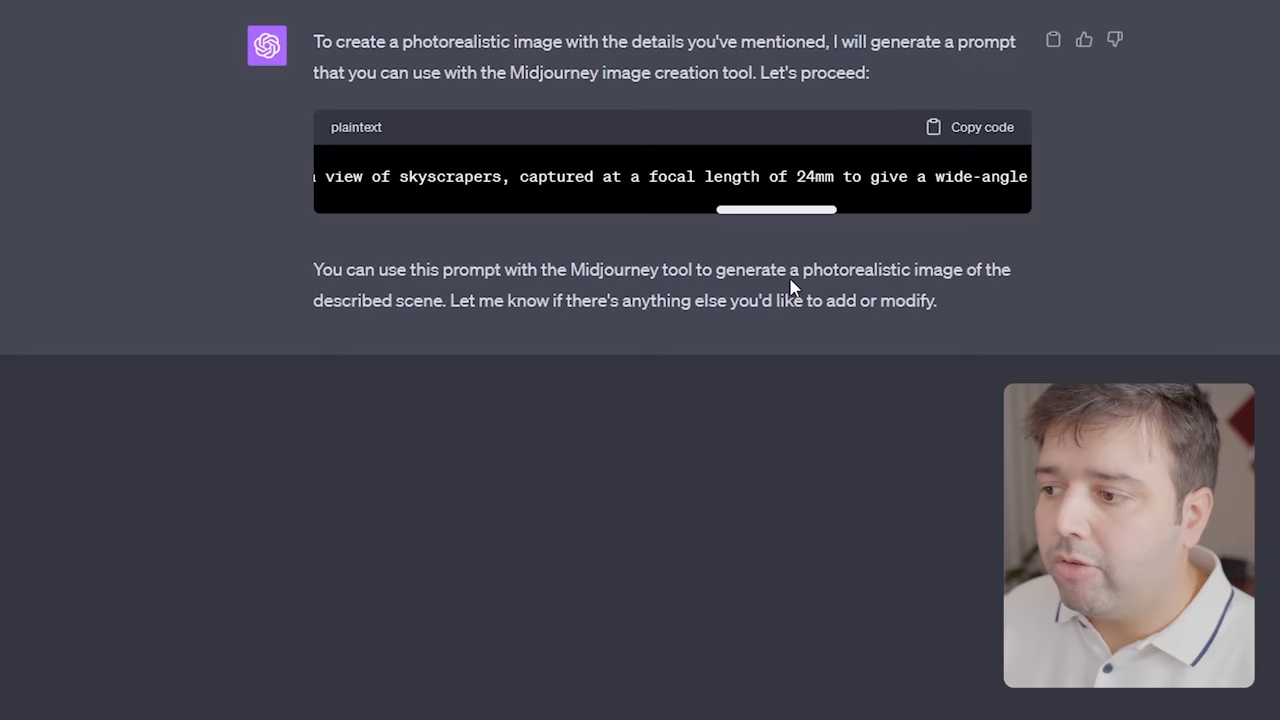 To create a photorealistic image with the details you've mentioned, I will generate a prompt
that you can use with the Midjourney image creation tool. Let's proceed:
plaintext
Copy code
view of skyscrapers, captured at a focal length of 24mm to give a wide-angle
You can use this prompt with the Midjourney tool to generate a photorealistic image of the
described scene. Let me know if there's anything else you'd like to add or modify.